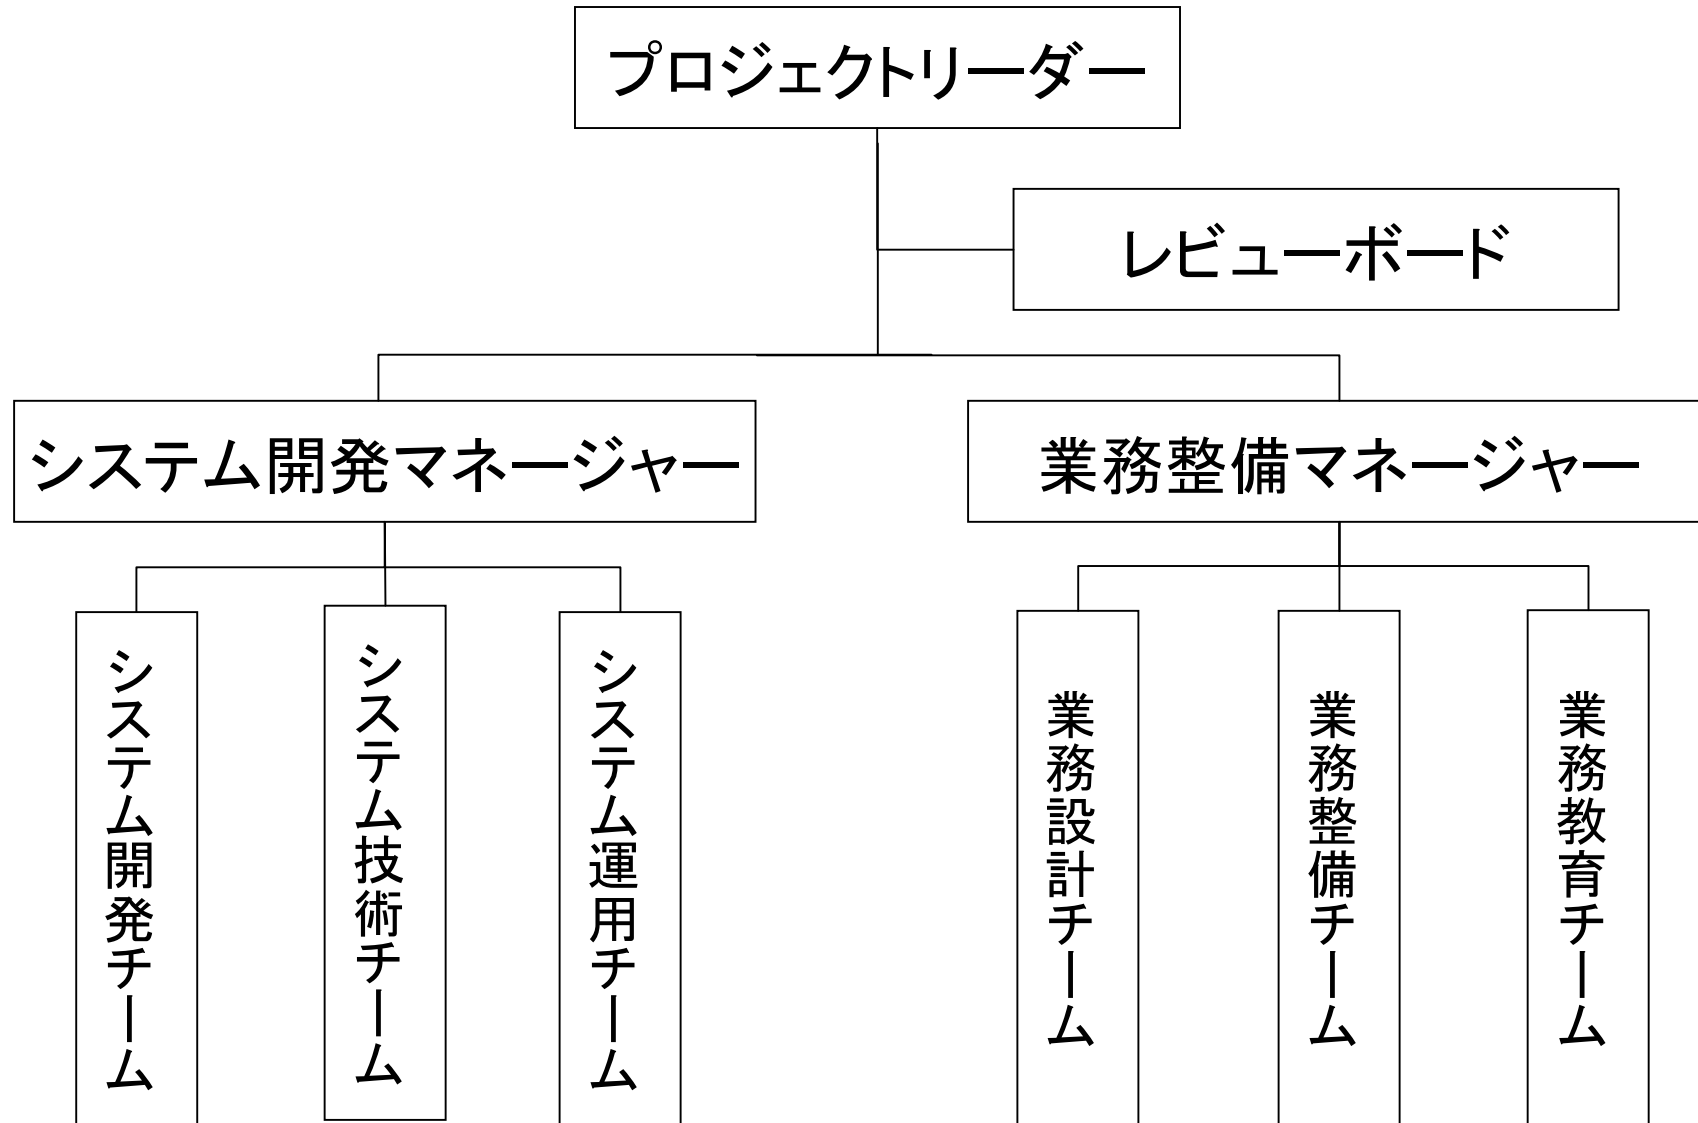 プロジェクトリーダー
レビューボード
システム開発マネージャー
業務整備マネージャー
システム開発チーム
システム技術チーム
システム運用チーム
業務設計チーム
業務整備チーム
業務教育チーム